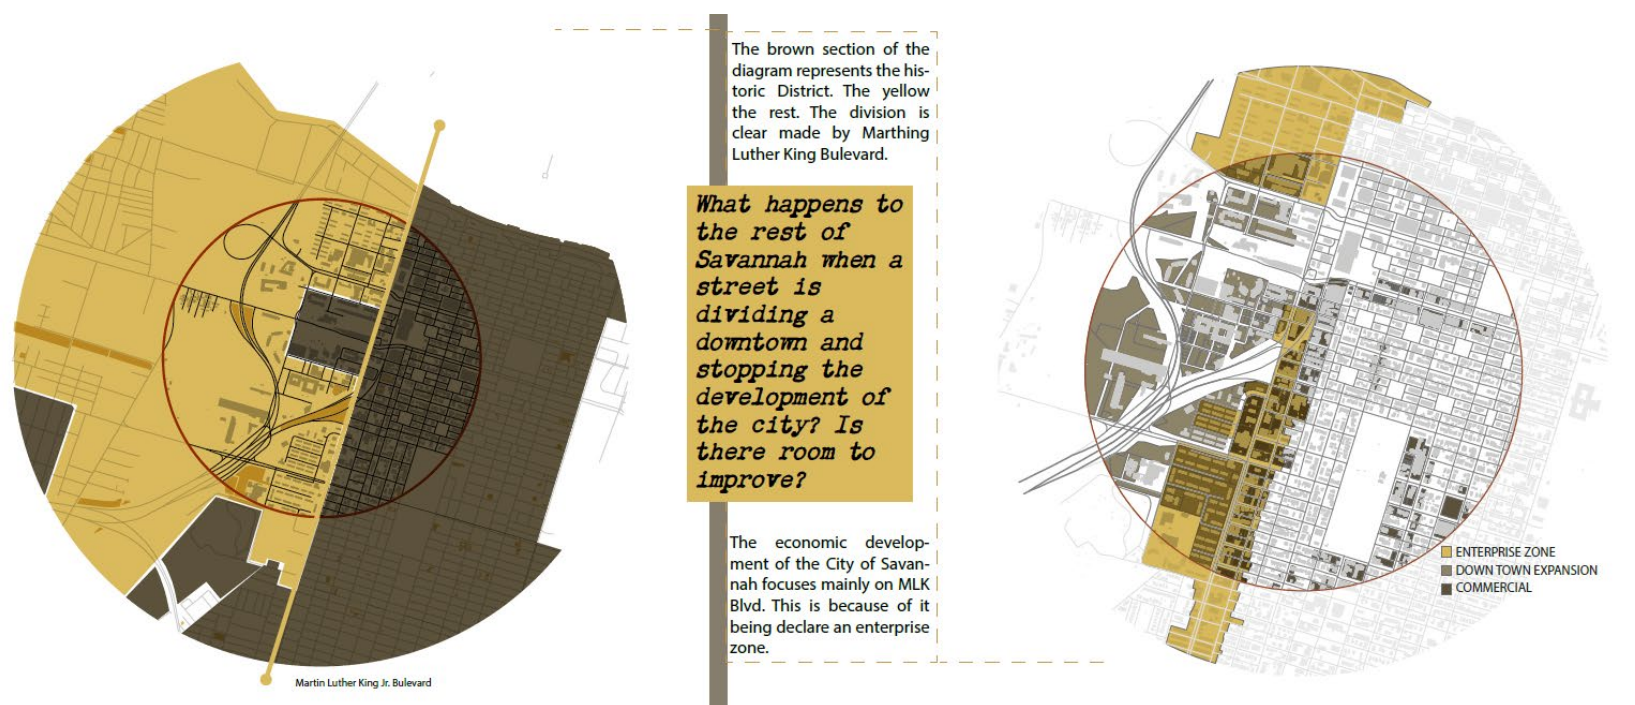 The brown section of the
diagram represents the his-
toric District. The yellow
the rest. The division is
clear made by Marthing
Luther King Bulevard.
What happens to
the rest of
Savannah when a
street is
dividing a
downtown and
stopping the
development of
the city? Is
there room to
improve?
The economic develop-
ment of the City of Savan-
nah focuses mainly on MLK
Blvd. This is because of it
being declare an enterprise
zone.
Martin Luther King Jr. Bulevard
ENTERPRISE ZONE
DOWN TOWN EXPANSION
COMMERCIAL